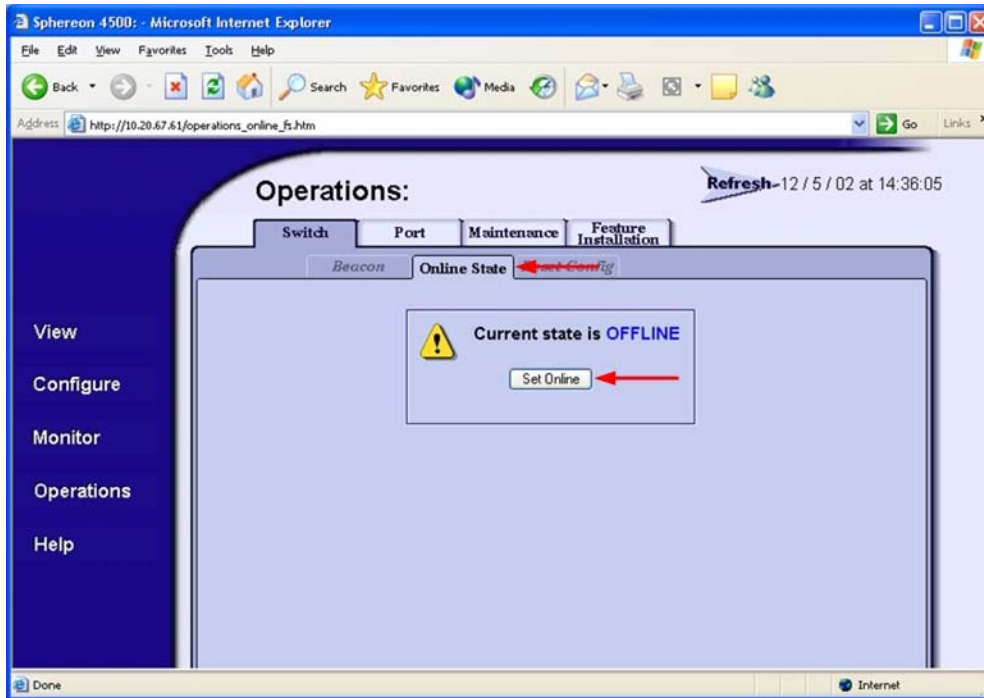 Sphereon 4500: - Microsoft Internet Explorer
File Edit View Favorites Tools Help
Back Search Favorites Media
Address http://10.20.67.61/operations_online_fs.htm Go Links
Operations:
Refresh-12 / 5 / 02 at 14:36:05
Switch Port Maintenance Feature Installation
Beacon Online State Reset Config
View
Configure
Monitor
Operations
Help
Current state is OFFLINE
Set Online
Done Internet